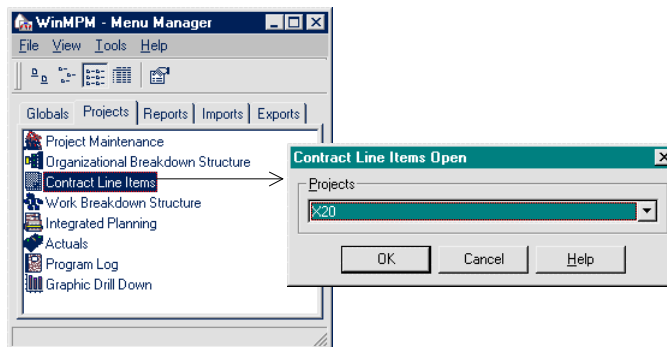 WinMPM - Menu Manager
File View Tools Help
Globals Projects Reports Imports Exports
Project Maintenance
Organizational Breakdown Structure
Contract Line Items
Work Breakdown Structure
Integrated Planning
Actuals
Program Log
Graphic Drill Down
Contract Line Items Open
Projects
X20
OK Cancel Help